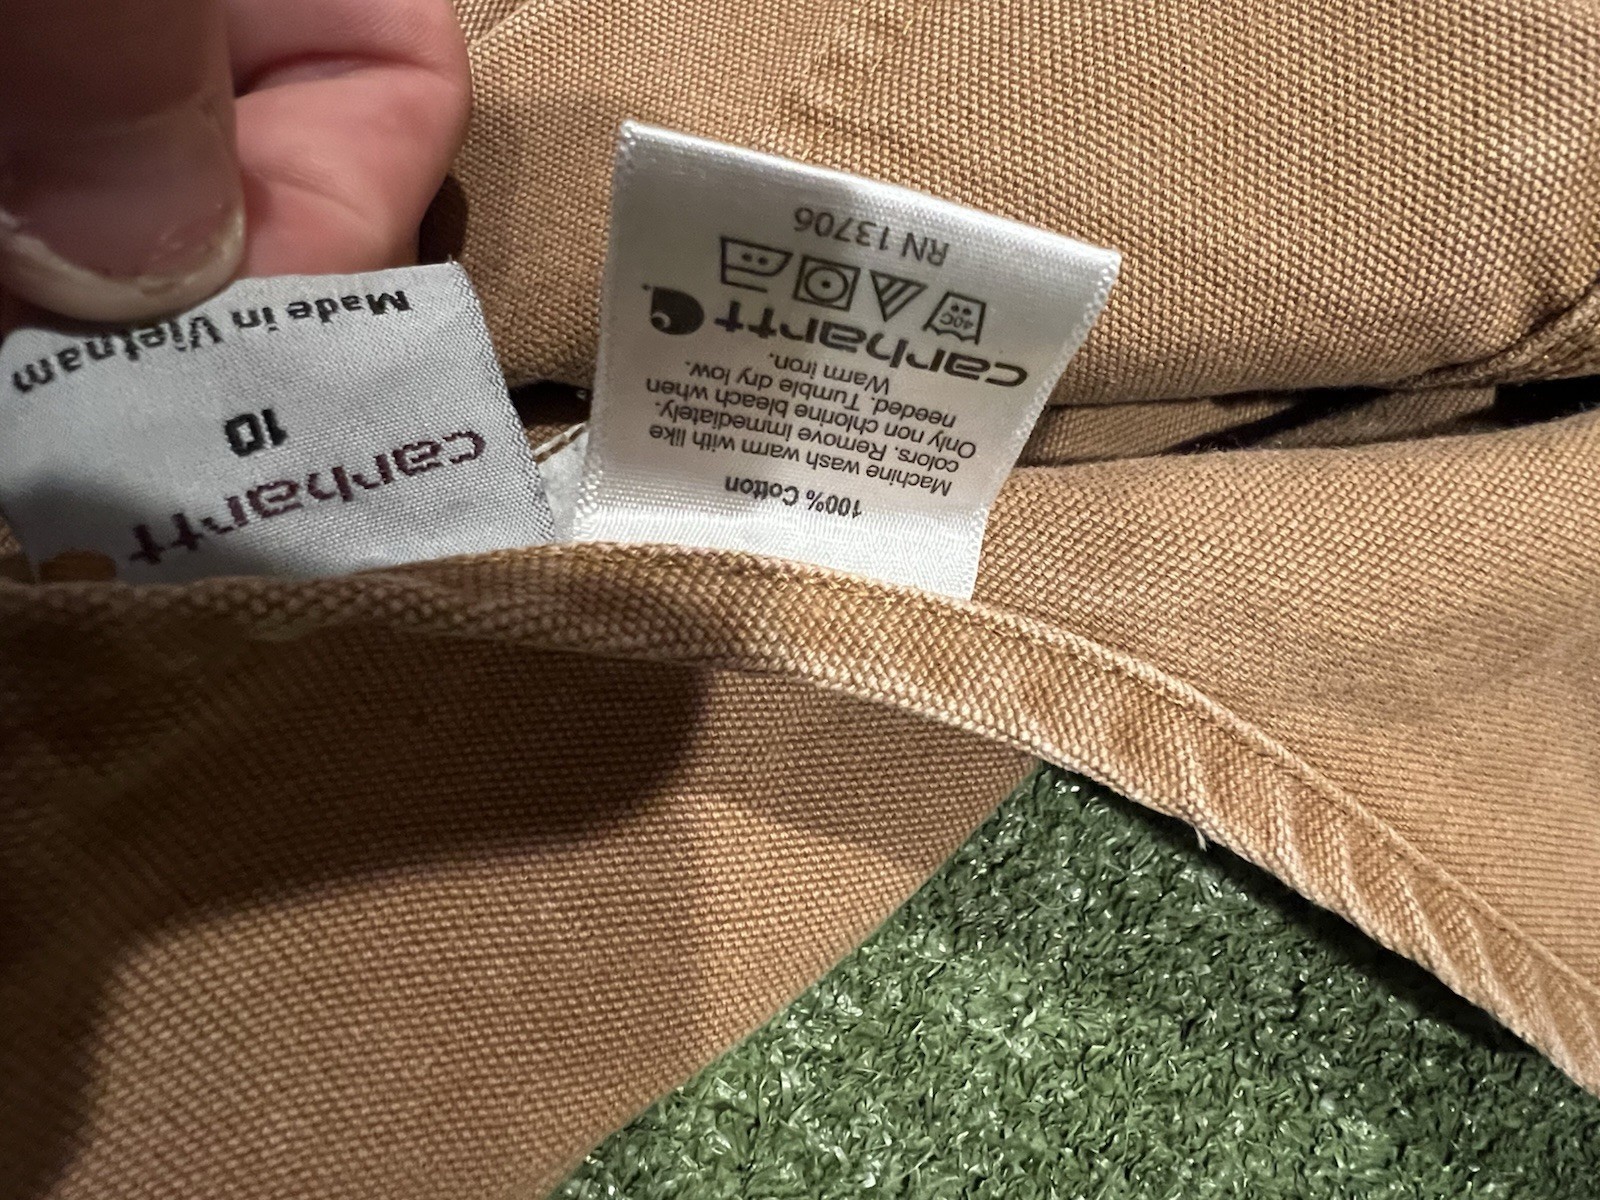 carhartt
10
Made in Vietnam
100% Cotton
Machine wash warm with like
colors. Remove immediately.
Only non chlorine bleach when
needed. Tumble dry low.
Warm iron.
carhartt
40C
RN 13706